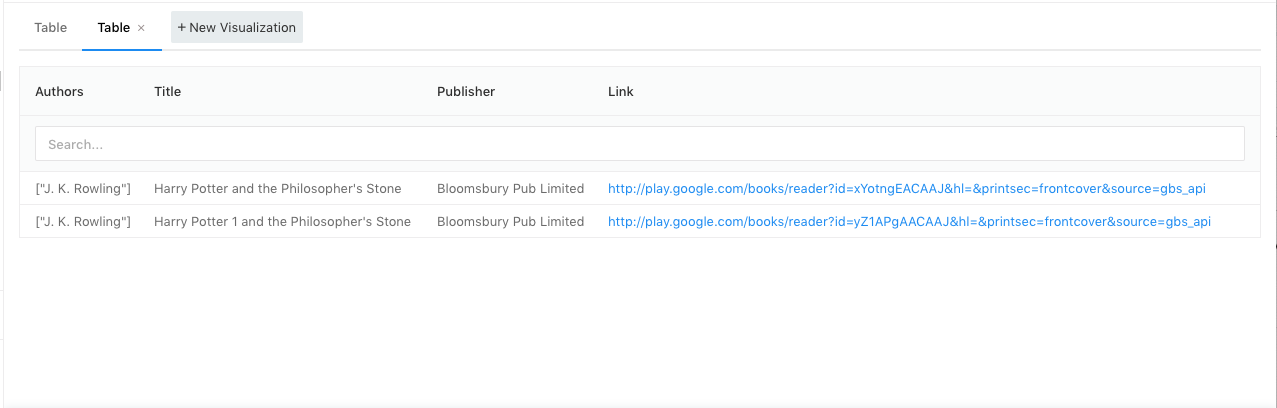 Table Table × + New Visualization
Authors Title Publisher Link
Search...
["J. K. Rowling"] Harry Potter and the Philosopher's Stone Bloomsbury Pub Limited http://play.google.com/books/reader?id=xYotngEACAAJ&hl=&printsec=frontcover&source=gbs_api
["J. K. Rowling"] Harry Potter 1 and the Philosopher's Stone Bloomsbury Pub Limited http://play.google.com/books/reader?id=yZ1APgAACAAJ&hl=&printsec=frontcover&source=gbs_api